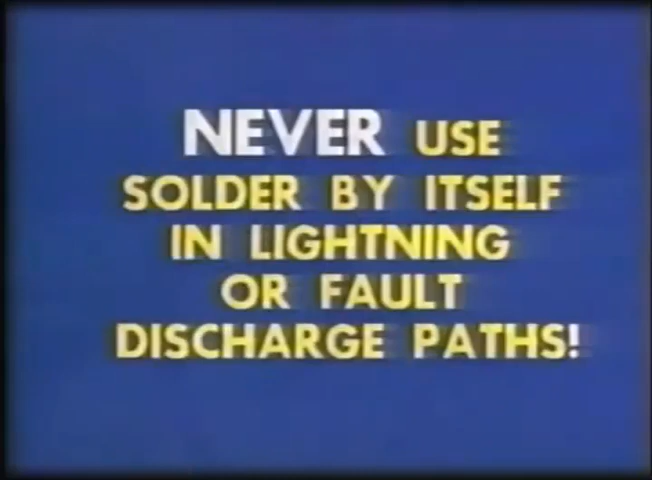 NEVER USE
SOLDER BY ITSELF
IN LIGHTNING
OR FAULT
DISCHARGE PATHS!